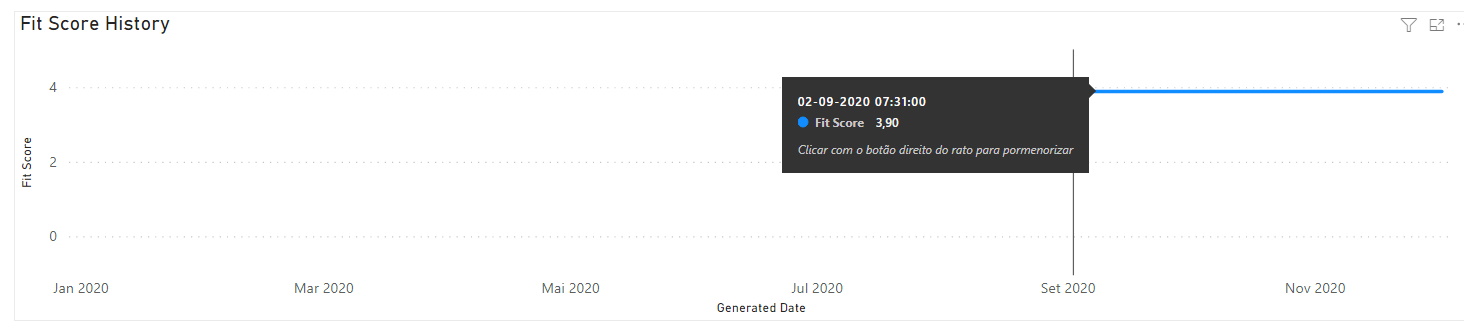 Fit Score History
4
2
0
Fit Score
02-09-2020 07:31:00
Fit Score 3,90
Clicar com o botão direito do rato para pormenorizar
Jan 2020 Mar 2020 Mai 2020 Jul 2020 Set 2020 Nov 2020
Generated Date